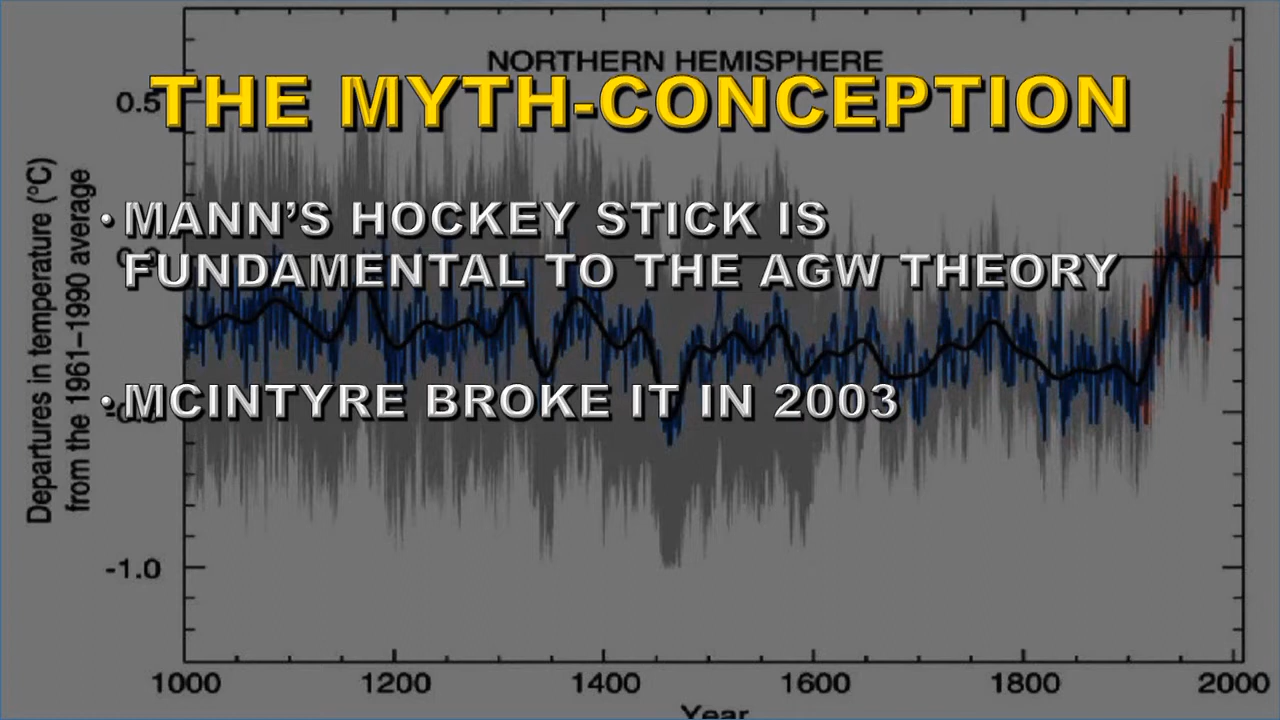 NORTHERN HEMISPHERE
THE MYTH-CONCEPTION
0.5
Departures in temperature (°C)
from the 1961–1990 average
• MANN’S HOCKEY STICK IS
FUNDAMENTAL TO THE AGW THEORY
• MCINTYRE BROKE IT IN 2003
-1.0
1000 1200 1400 1600 1800 2000
Year